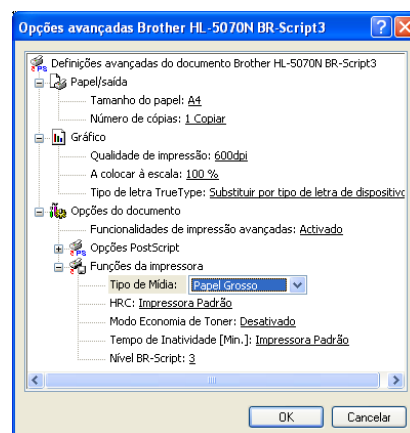 Opções avançadas Brother HL-5070N BR-Script3
Definições avançadas do documento Brother HL-5070N BR-Script3
Papel/saída
Tamanho do papel: A4
Número de cópias: 1 Copiar
Gráfico
Qualidade de impressão: 600dpi
A colocar à escala: 100 %
Tipo de letra TrueType: Substituir por tipo de letra de dispositivo
Opções do documento
Funcionalidades de impressão avançadas: Activado
Opções PostScript
Funções da impressora
Tipo de Mídia: Papel Grosso
HRC: Impressora Padrão
Modo Economia de Toner: Desativado
Tempo de Inatividade [Min.]: Impressora Padrão
Nível BR-Script: 3
OK Cancelar